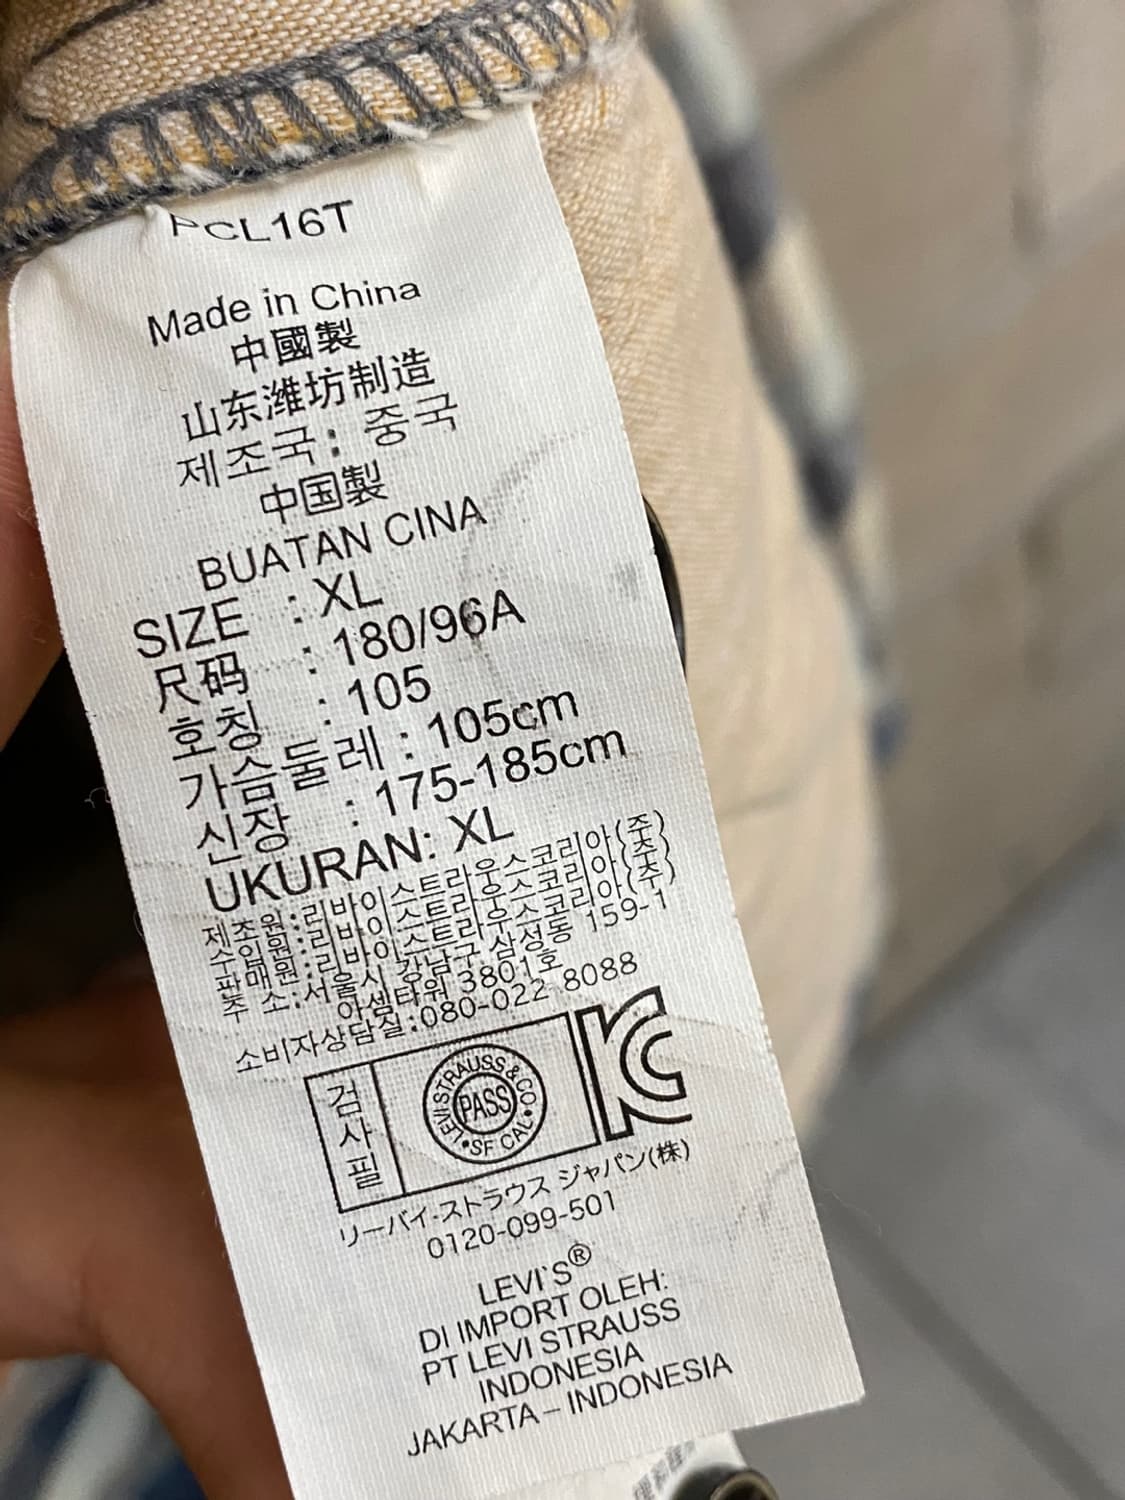 PCL16T
Made in China
中國製
山东潍坊制造
제조국: 중국
中国製
BUATAN CINA
SIZE : XL
尺码 : 180/96A
호칭 : 105
가슴둘레 : 105cm
신장 : 175-185cm
UKURAN: XL
제조원:리바이스트라우스코리아(주)
수입원:리바이스트라우스코리아(주)
판매원:리바이스트라우스코리아(주)
주 소:서울시 강남구 삼성동 159-1
아셈타워 3801호
소비자상담실:080-022-8088
검사필
LEVI STRAUSS & CO
PASS
SF CAL
KC
リーバイ・ストラウス ジャパン(株)
0120-099-501
LEVI'S®
DI IMPORT OLEH:
PT LEVI STRAUSS
INDONESIA
JAKARTA – INDONESIA